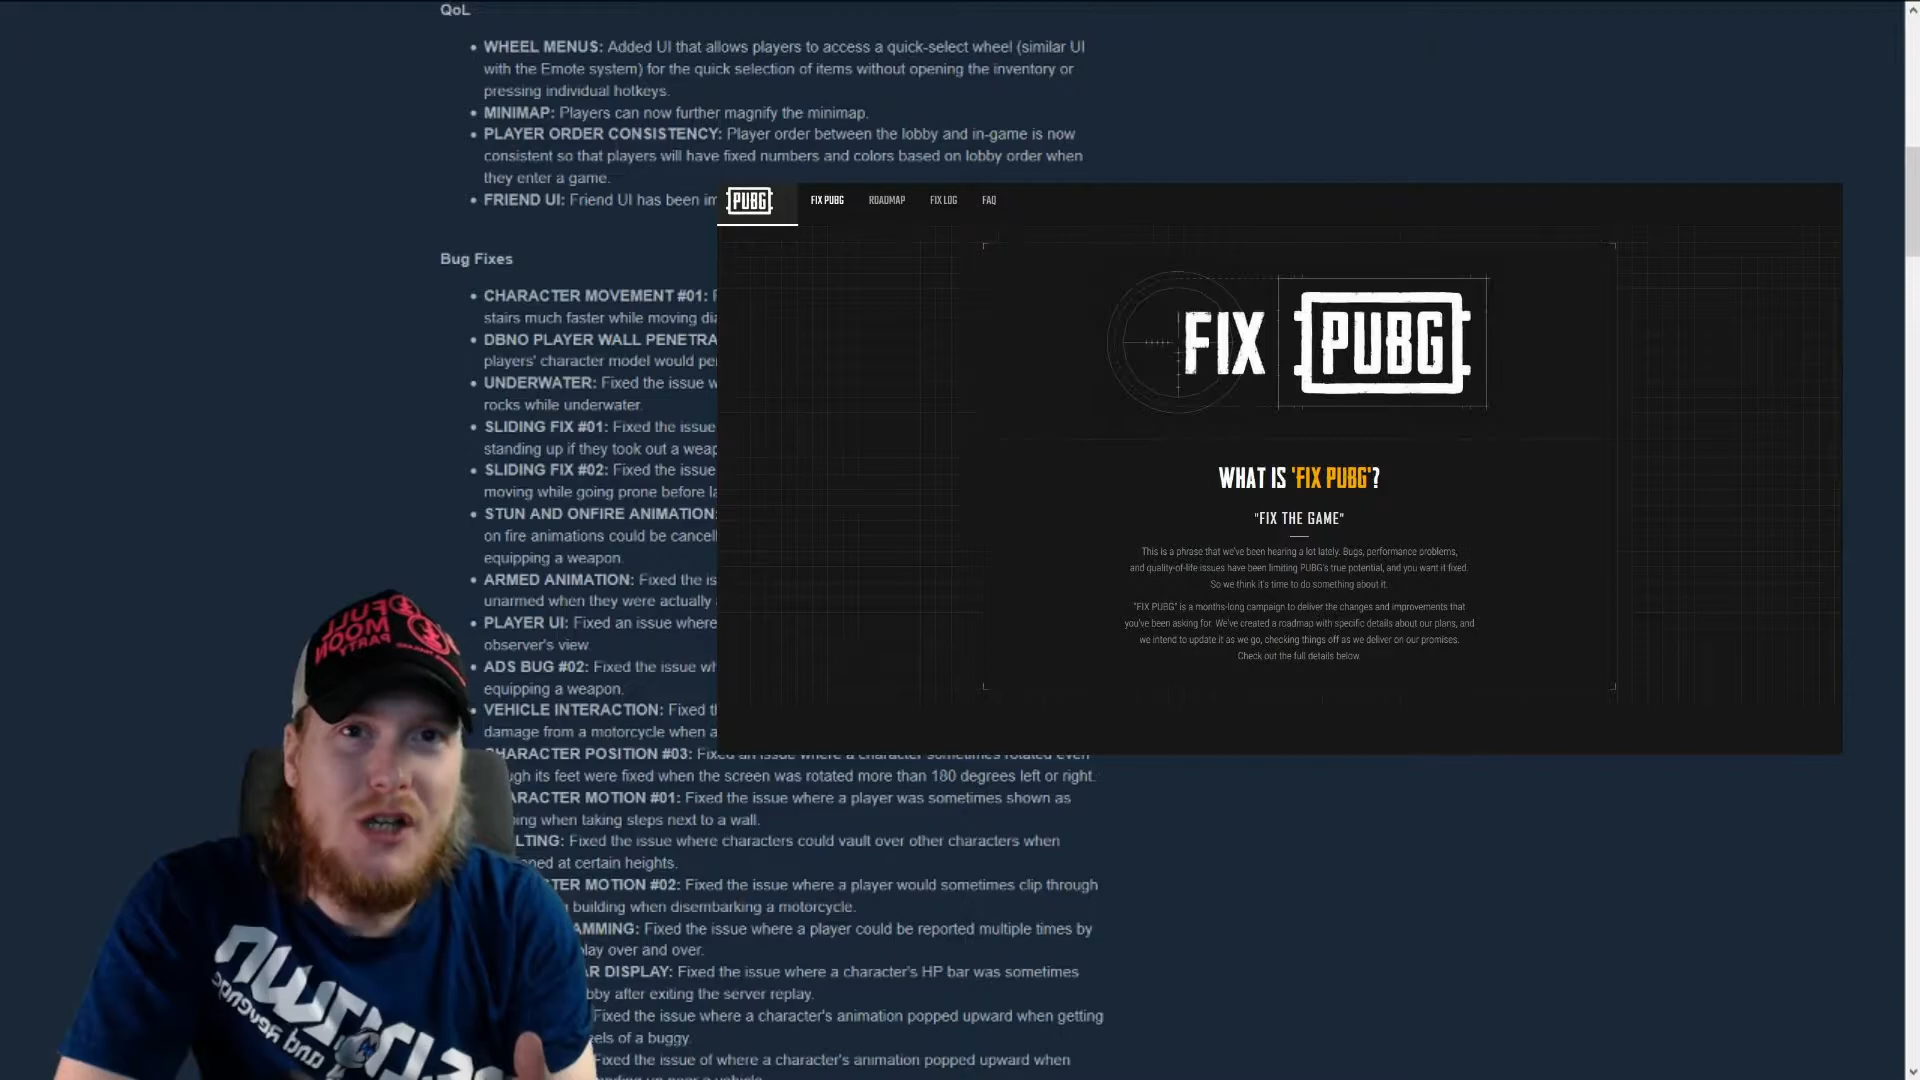 QoL
WHEEL MENUS: Added UI that allows players to access a quick-select wheel (similar UI
with the Emote system) for the quick selection of items without opening the inventory or
pressing individual hotkeys.
MINIMAP: Players can now further magnify the minimap.
PLAYER ORDER CONSISTENCY: Player order between the lobby and in-game is now
consistent so that players will have fixed numbers and colors based on lobby order when
they enter a game.
FRIEND UI: Friend UI has been
Bug Fixes
CHARACTER MOVEMENT #01:
stairs much faster while moving
DBNO PLAYER WALL
players' character model would
UNDERWATER: Fixed the issue
rocks while underwater.
SLIDING FIX #01: Fixed the issue
standing up if they took out a
SLIDING FIX #02: Fixed the issue
moving while going prone before
STUN AND ONFIRE ANIMATION:
on fire animations could be
equipping a weapon.
ARMED ANIMATION: Fixed the
unarmed when they were actually
PLAYER UI: Fixed an issue where
observer's view.
ADS BUG #02: Fixed the issue
equipping a weapon.
VEHICLE INTERACTION: Fixed
damage from a motorcycle when
CHARACTER POSITION #03: Fixed an issue where a character sometimes rotated even
its feet were fixed when the screen was rotated more than 180 degrees left or right.
MOTION #01: Fixed the issue where a player was sometimes shown as
when taking steps next to a wall.
Fixed the issue where characters could vault over other characters when
at certain heights.
MOTION #02: Fixed the issue where a player would sometimes clip through
building when disembarking a motorcycle.
Fixed the issue where a player could be reported multiple times by
over and over.
DISPLAY: Fixed the issue where a character's HP bar was sometimes
after exiting the server replay.
Fixed the issue where a character's animation popped upward when getting
of a buggy.
Fixed the issue of where a character's animation popped upward when
PUBG
FIX PUBG
ROADMAP
FIX LOG
FAQ
FIX PUBG
WHAT IS 'FIX PUBG'?
"FIX THE GAME"
This is a phrase that we've been hearing a lot lately. Bugs, performance problems,
and quality-of-life issues have been limiting PUBG's true potential, and you want it fixed.
So we think it's time to do something about it.
"FIX PUBG" is a months-long campaign to deliver the changes and improvements that
you've been asking for. We've created a roadmap with specific details about our plans, and
we intend to update it as we go, checking things off as we deliver on our promises.
Check out the full details below.
FULL
MOON
PARTY
and Revenge